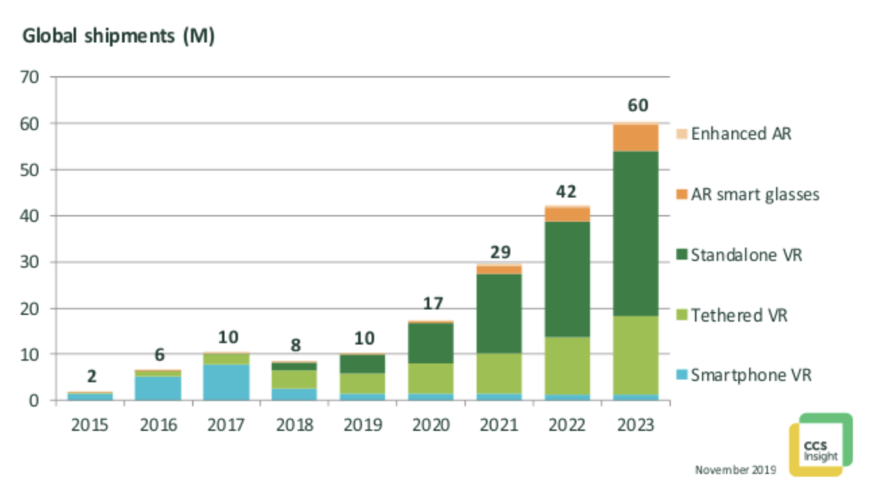 Global shipments (M)
70
60
50
40
30
20
10
0
2
6
10
8
10
17
29
42
60
2015 2016 2017 2018 2019 2020 2021 2022 2023
Enhanced AR
AR smart glasses
Standalone VR
Tethered VR
Smartphone VR
CCS
Insight
November 2019